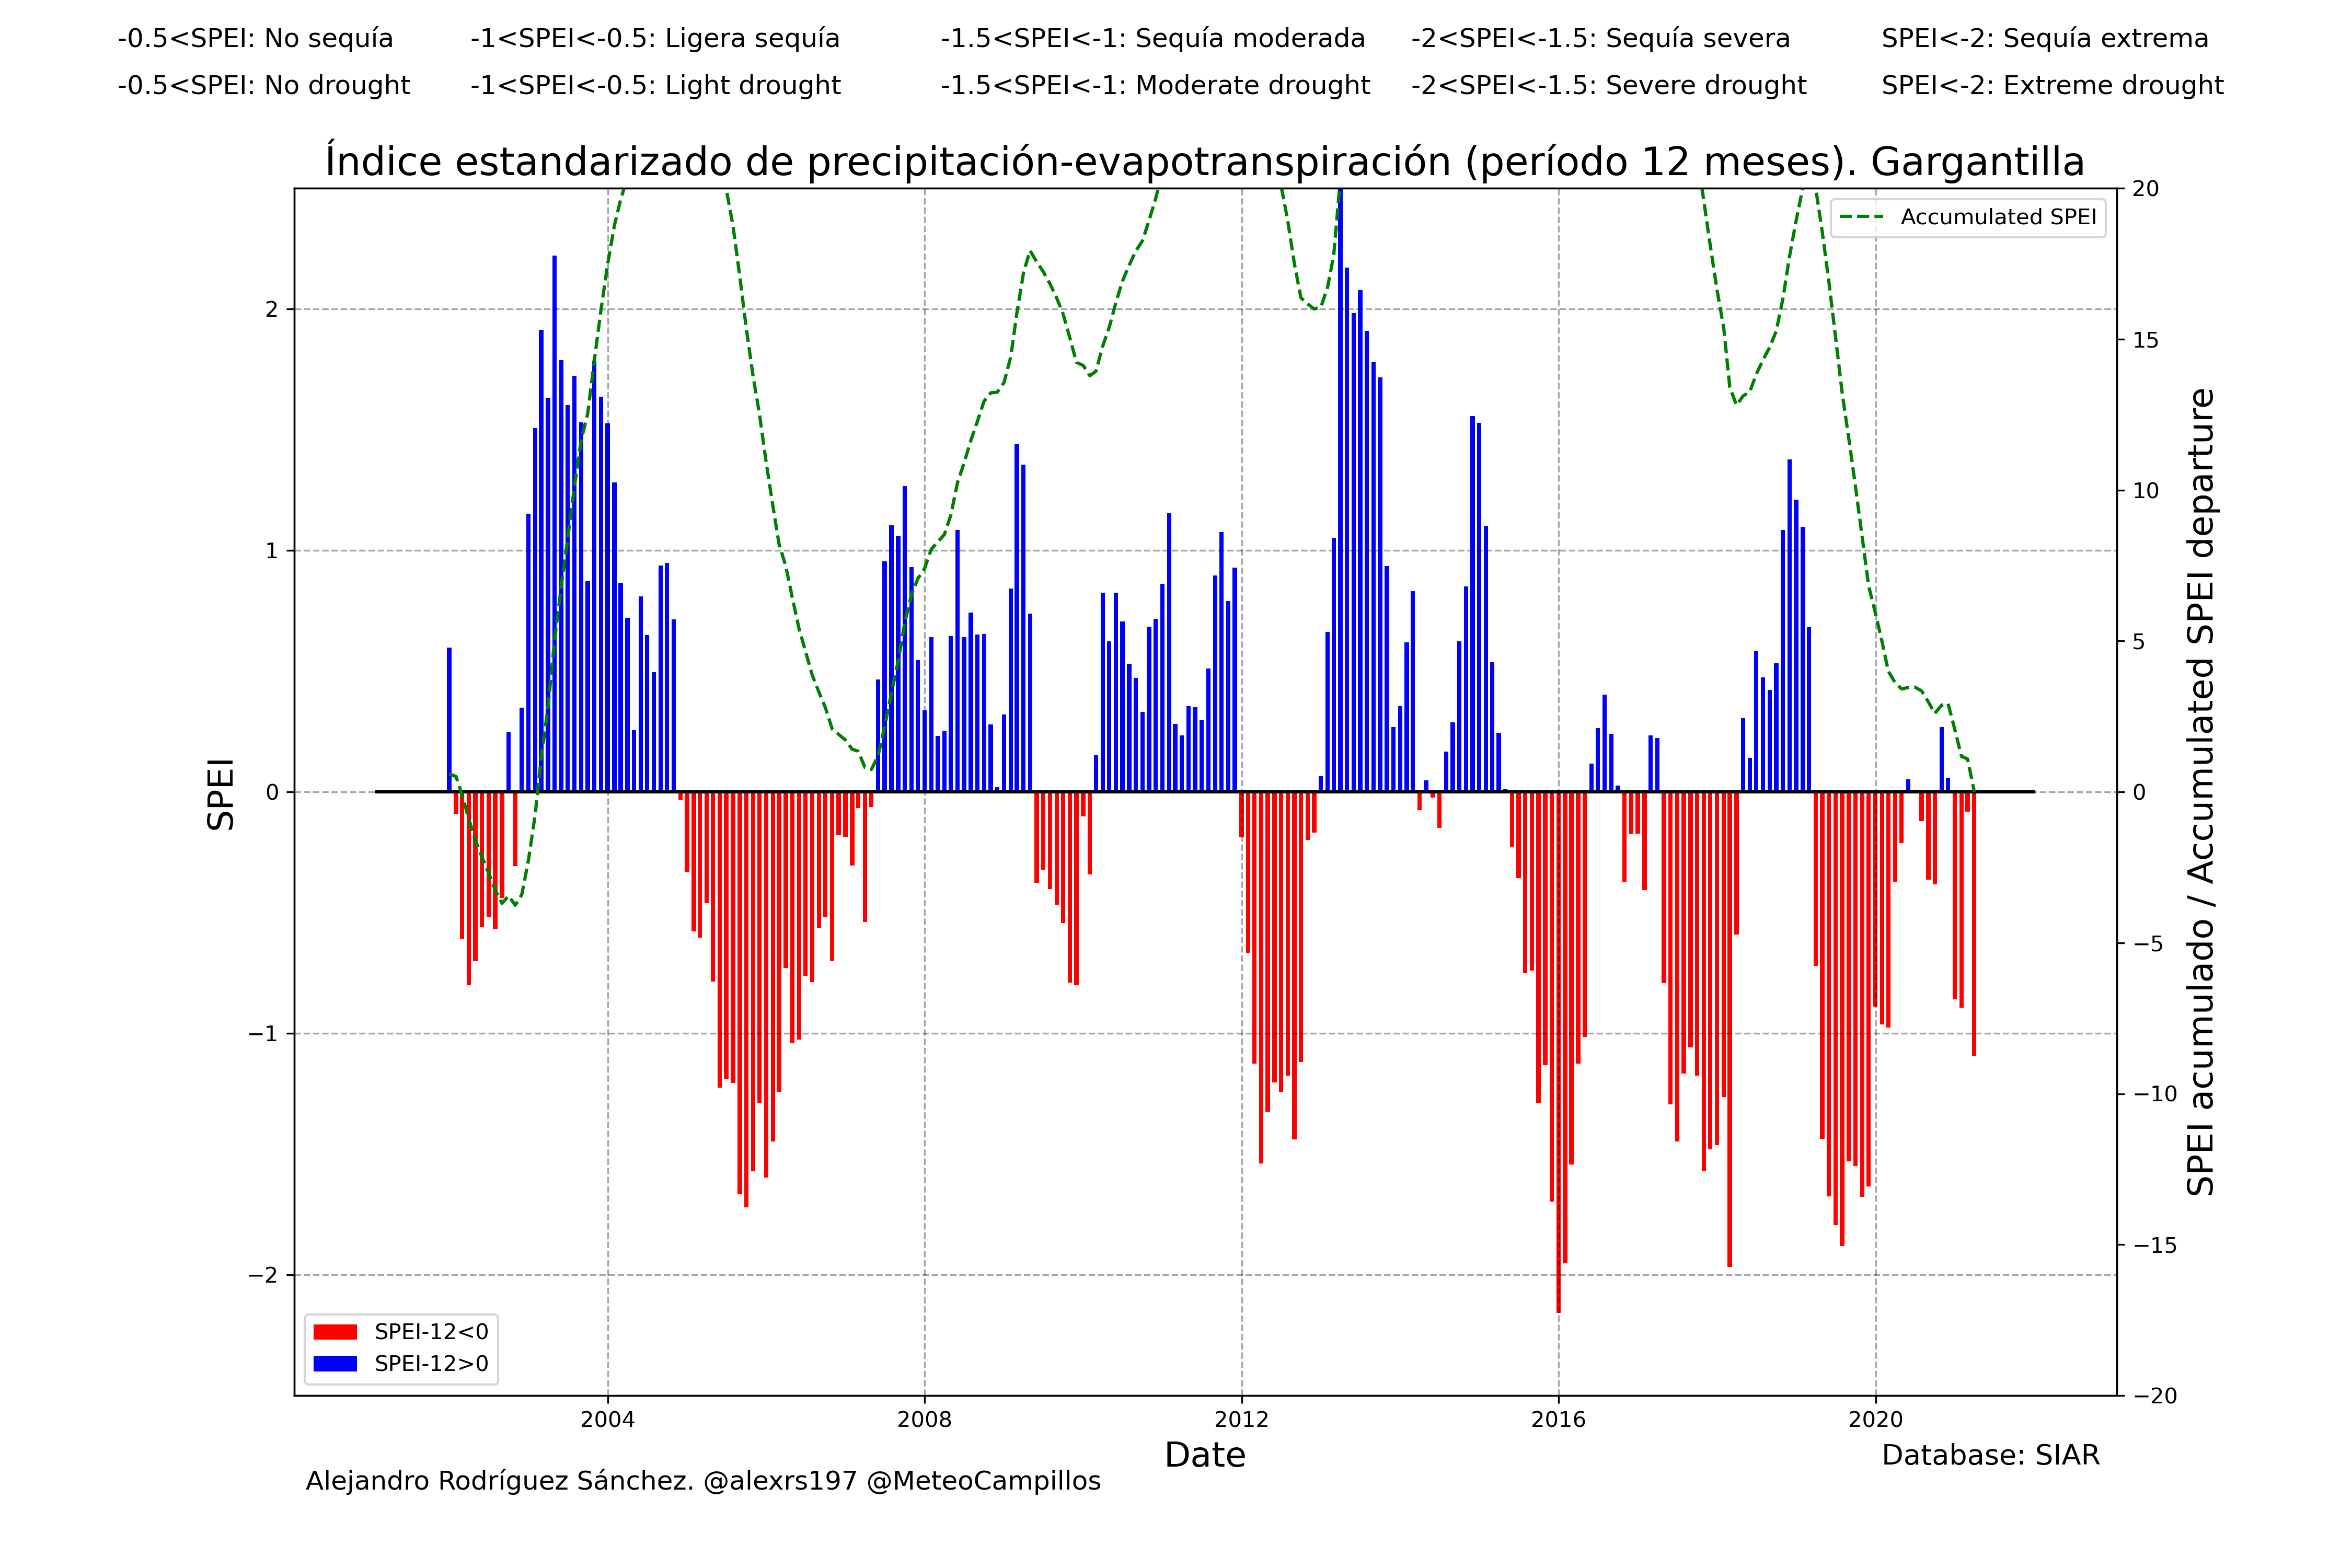 -0.5<SPEI: No sequía -1<SPEI<-0.5: Ligera sequía -1.5<SPEI<-1: Sequía moderada -2<SPEI<-1.5: Sequía severa SPEI<-2: Sequía extrema
-0.5<SPEI: No drought -1<SPEI<-0.5: Light drought -1.5<SPEI<-1: Moderate drought -2<SPEI<-1.5: Severe drought SPEI<-2: Extreme drought
Índice estandarizado de precipitación-evapotranspiración (período 12 meses). Gargantilla
Accumulated SPEI
SPEI
2
1
0
−1
−2
20
15
10
5
0
−5
−10
−15
−20
SPEI acumulado / Accumulated SPEI departure
SPEI-12<0
SPEI-12>0
2004 2008 2012 2016 2020
Date
Database: SIAR
Alejandro Rodríguez Sánchez. @alexrs197 @MeteoCampillos